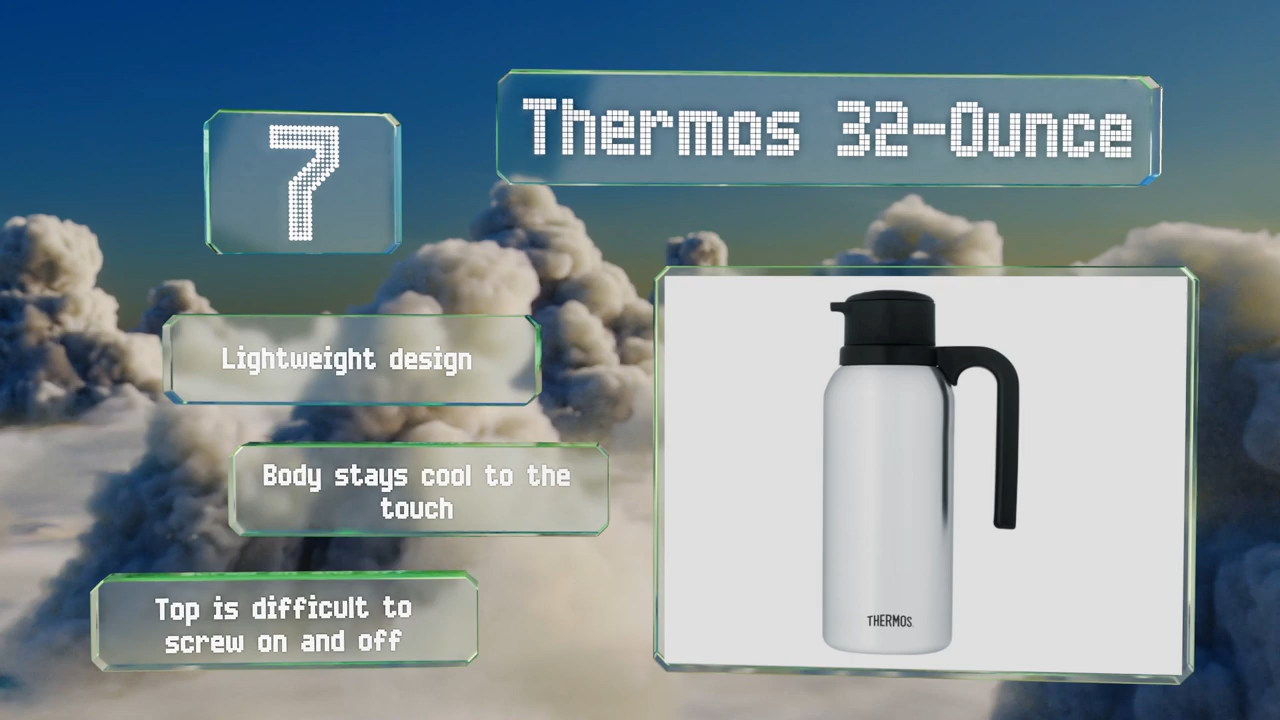 7
Thermos 32-Ounce
Lightweight design
Body stays cool to the
touch
Top is difficult to
screw on and off
THERMOS